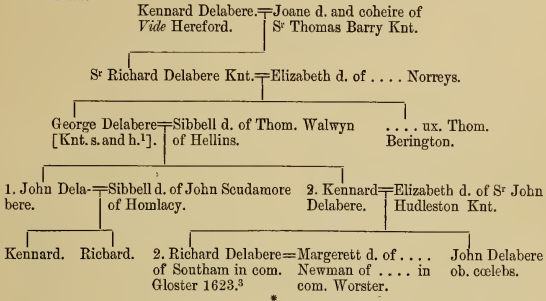 Kennard Delabere.=Joane d. and coheire of
Vide Hereford. Sr Thomas Barry Knt.
Sr Richard Delabere Knt.=Elizabeth d. of . . . . Norreys.
George Delabere=Sibbell d. of Thom. Walwyn . . . . ux. Thom.
[Knt. s. and h.1]. of Hellins. Berington.
1. John Dela-=Sibbell d. of John Scudamore 2. Kennard=Elizabeth d. of Sr John
bere. of Homlacy. Delabere. Hudleston Knt.
Kennard. Richard. 2. Richard Delabere=Margerett d. of . . . . John Delabere
of Southam in com. Newman of . . . . in ob. cœlebs.
Gloster 1623.3 com. Worster.
*